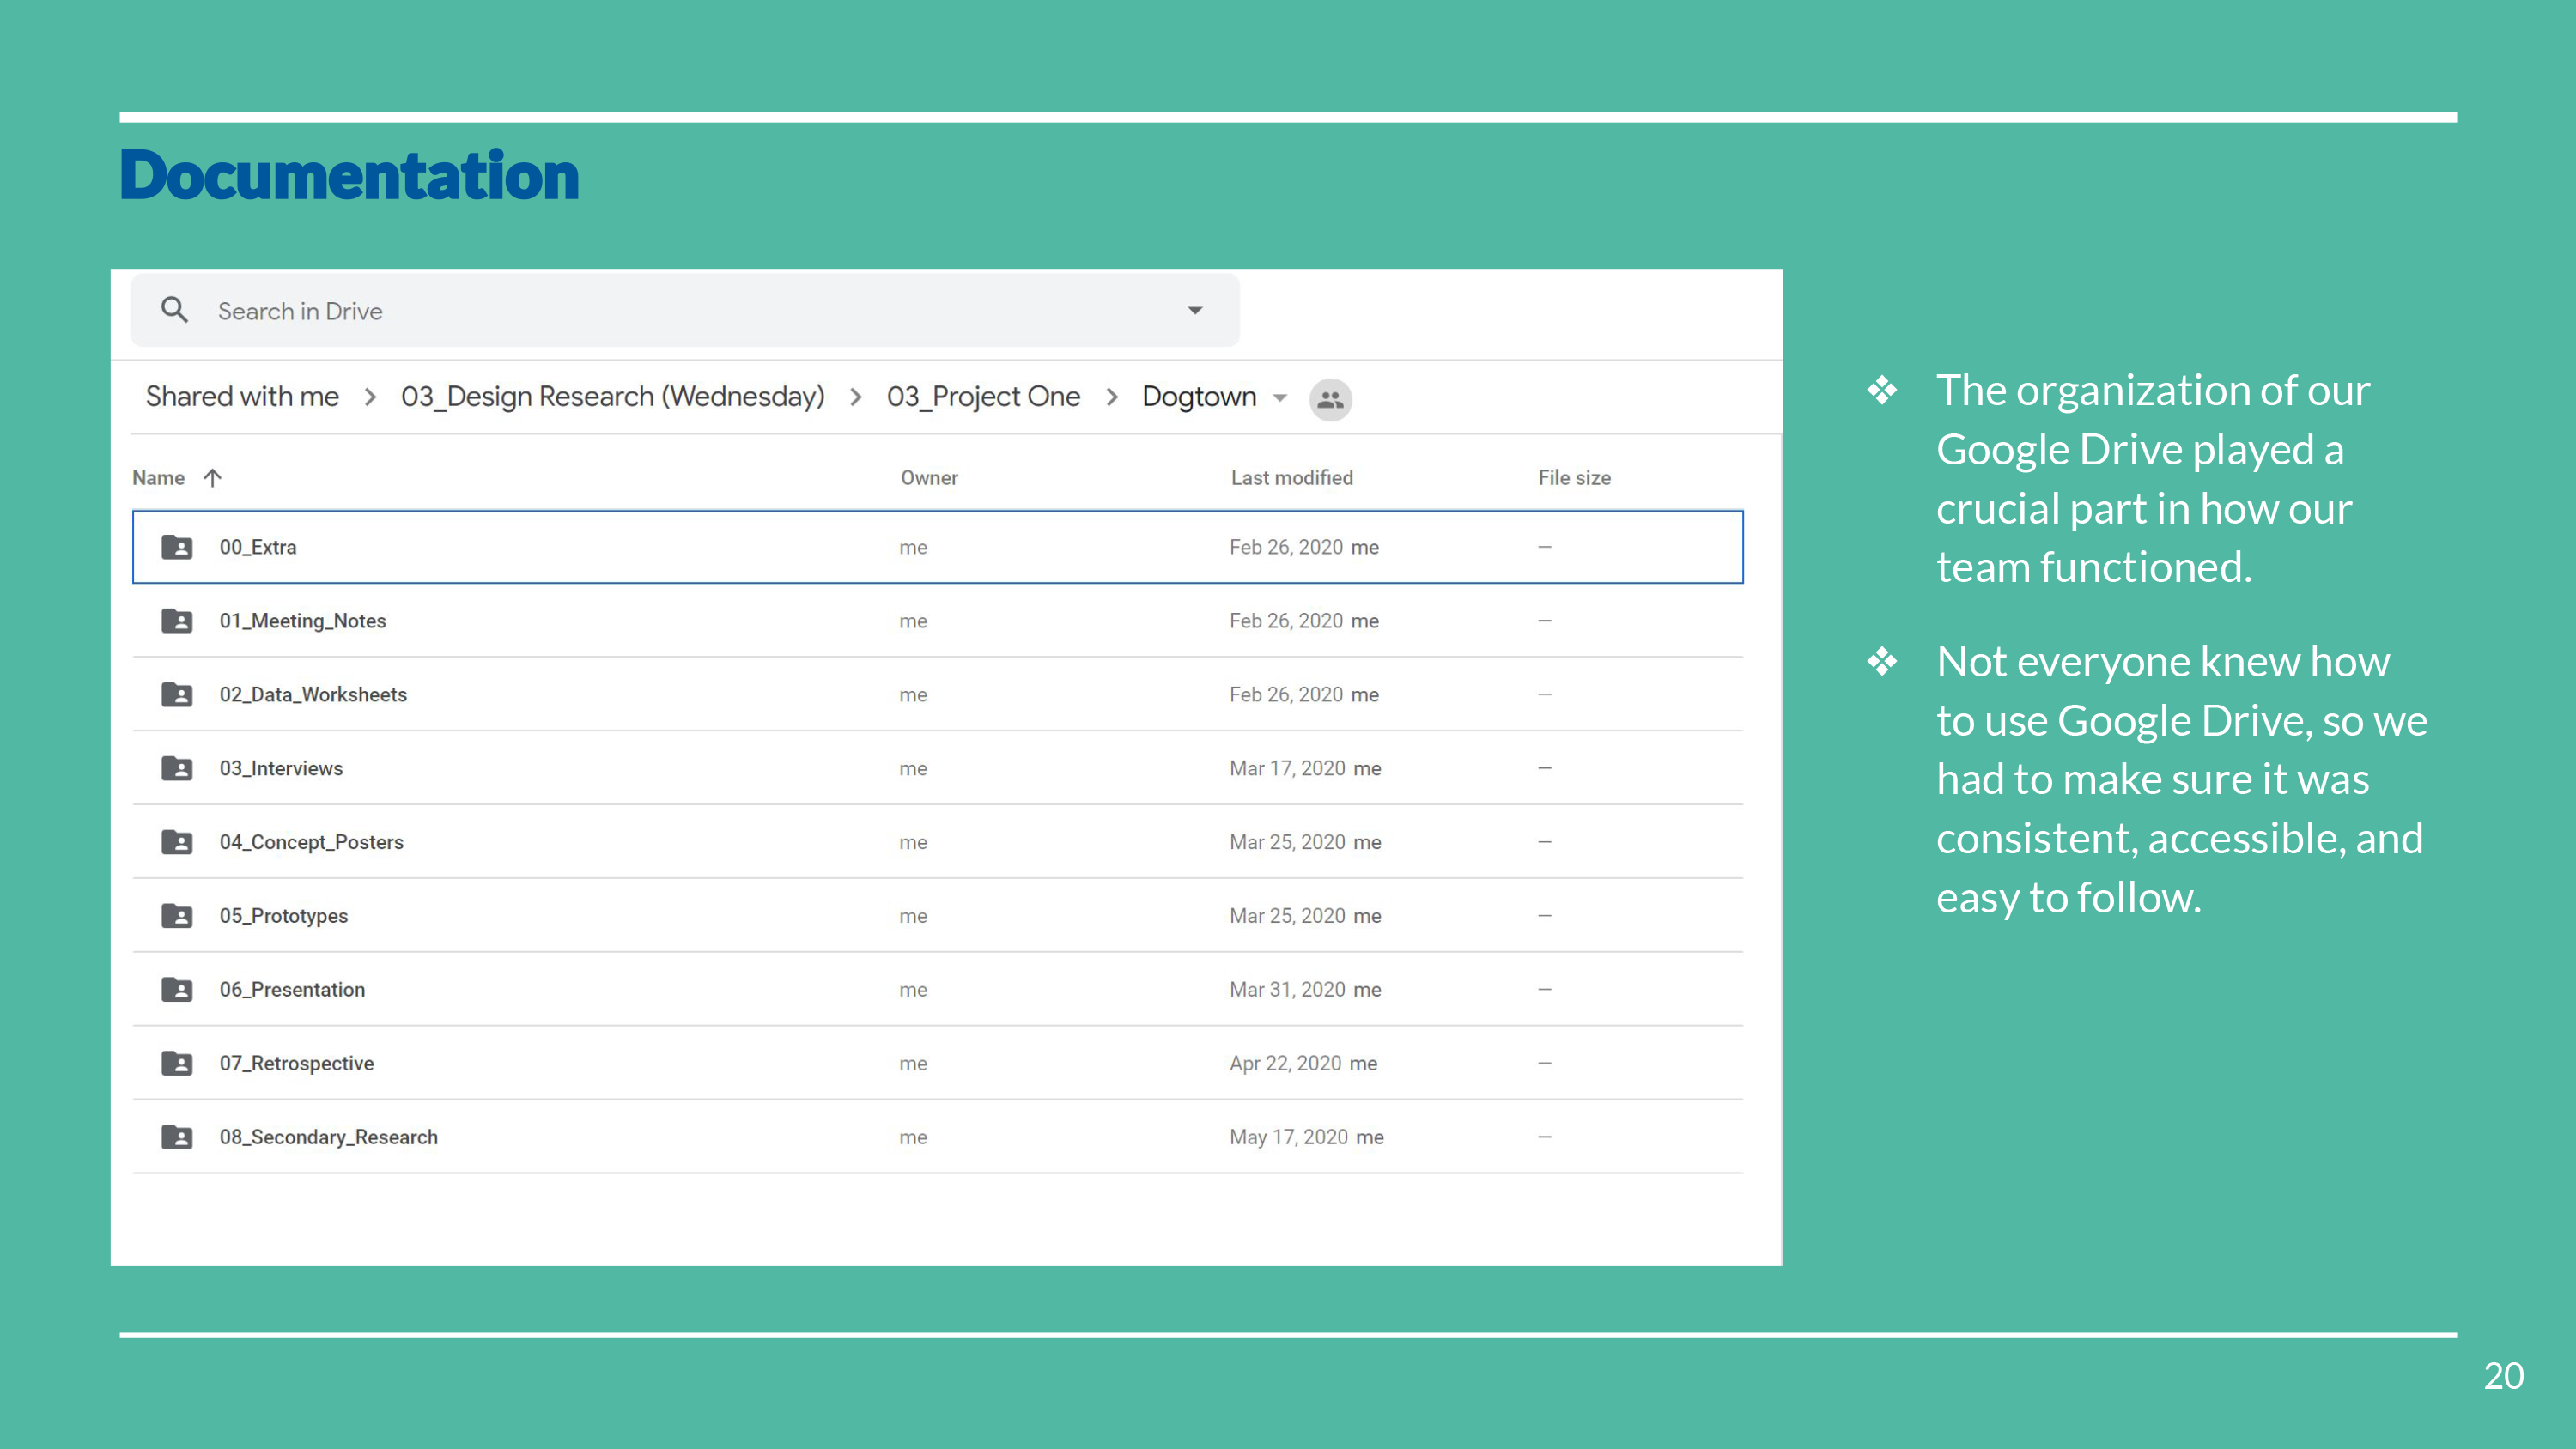 Documentation
Search in Drive
Shared with me > 03_Design Research (Wednesday) > 03_Project One > Dogtown
Name Owner Last modified File size
00_Extra me Feb 26, 2020 me —
01_Meeting_Notes me Feb 26, 2020 me —
02_Data_Worksheets me Feb 26, 2020 me —
03_Interviews me Mar 17, 2020 me —
04_Concept_Posters me Mar 25, 2020 me —
05_Prototypes me Mar 25, 2020 me —
06_Presentation me Mar 31, 2020 me —
07_Retrospective me Apr 22, 2020 me —
08_Secondary_Research me May 17, 2020 me —
❖ The organization of our
Google Drive played a
crucial part in how our
team functioned.
❖ Not everyone knew how
to use Google Drive, so we
had to make sure it was
consistent, accessible, and
easy to follow.
20